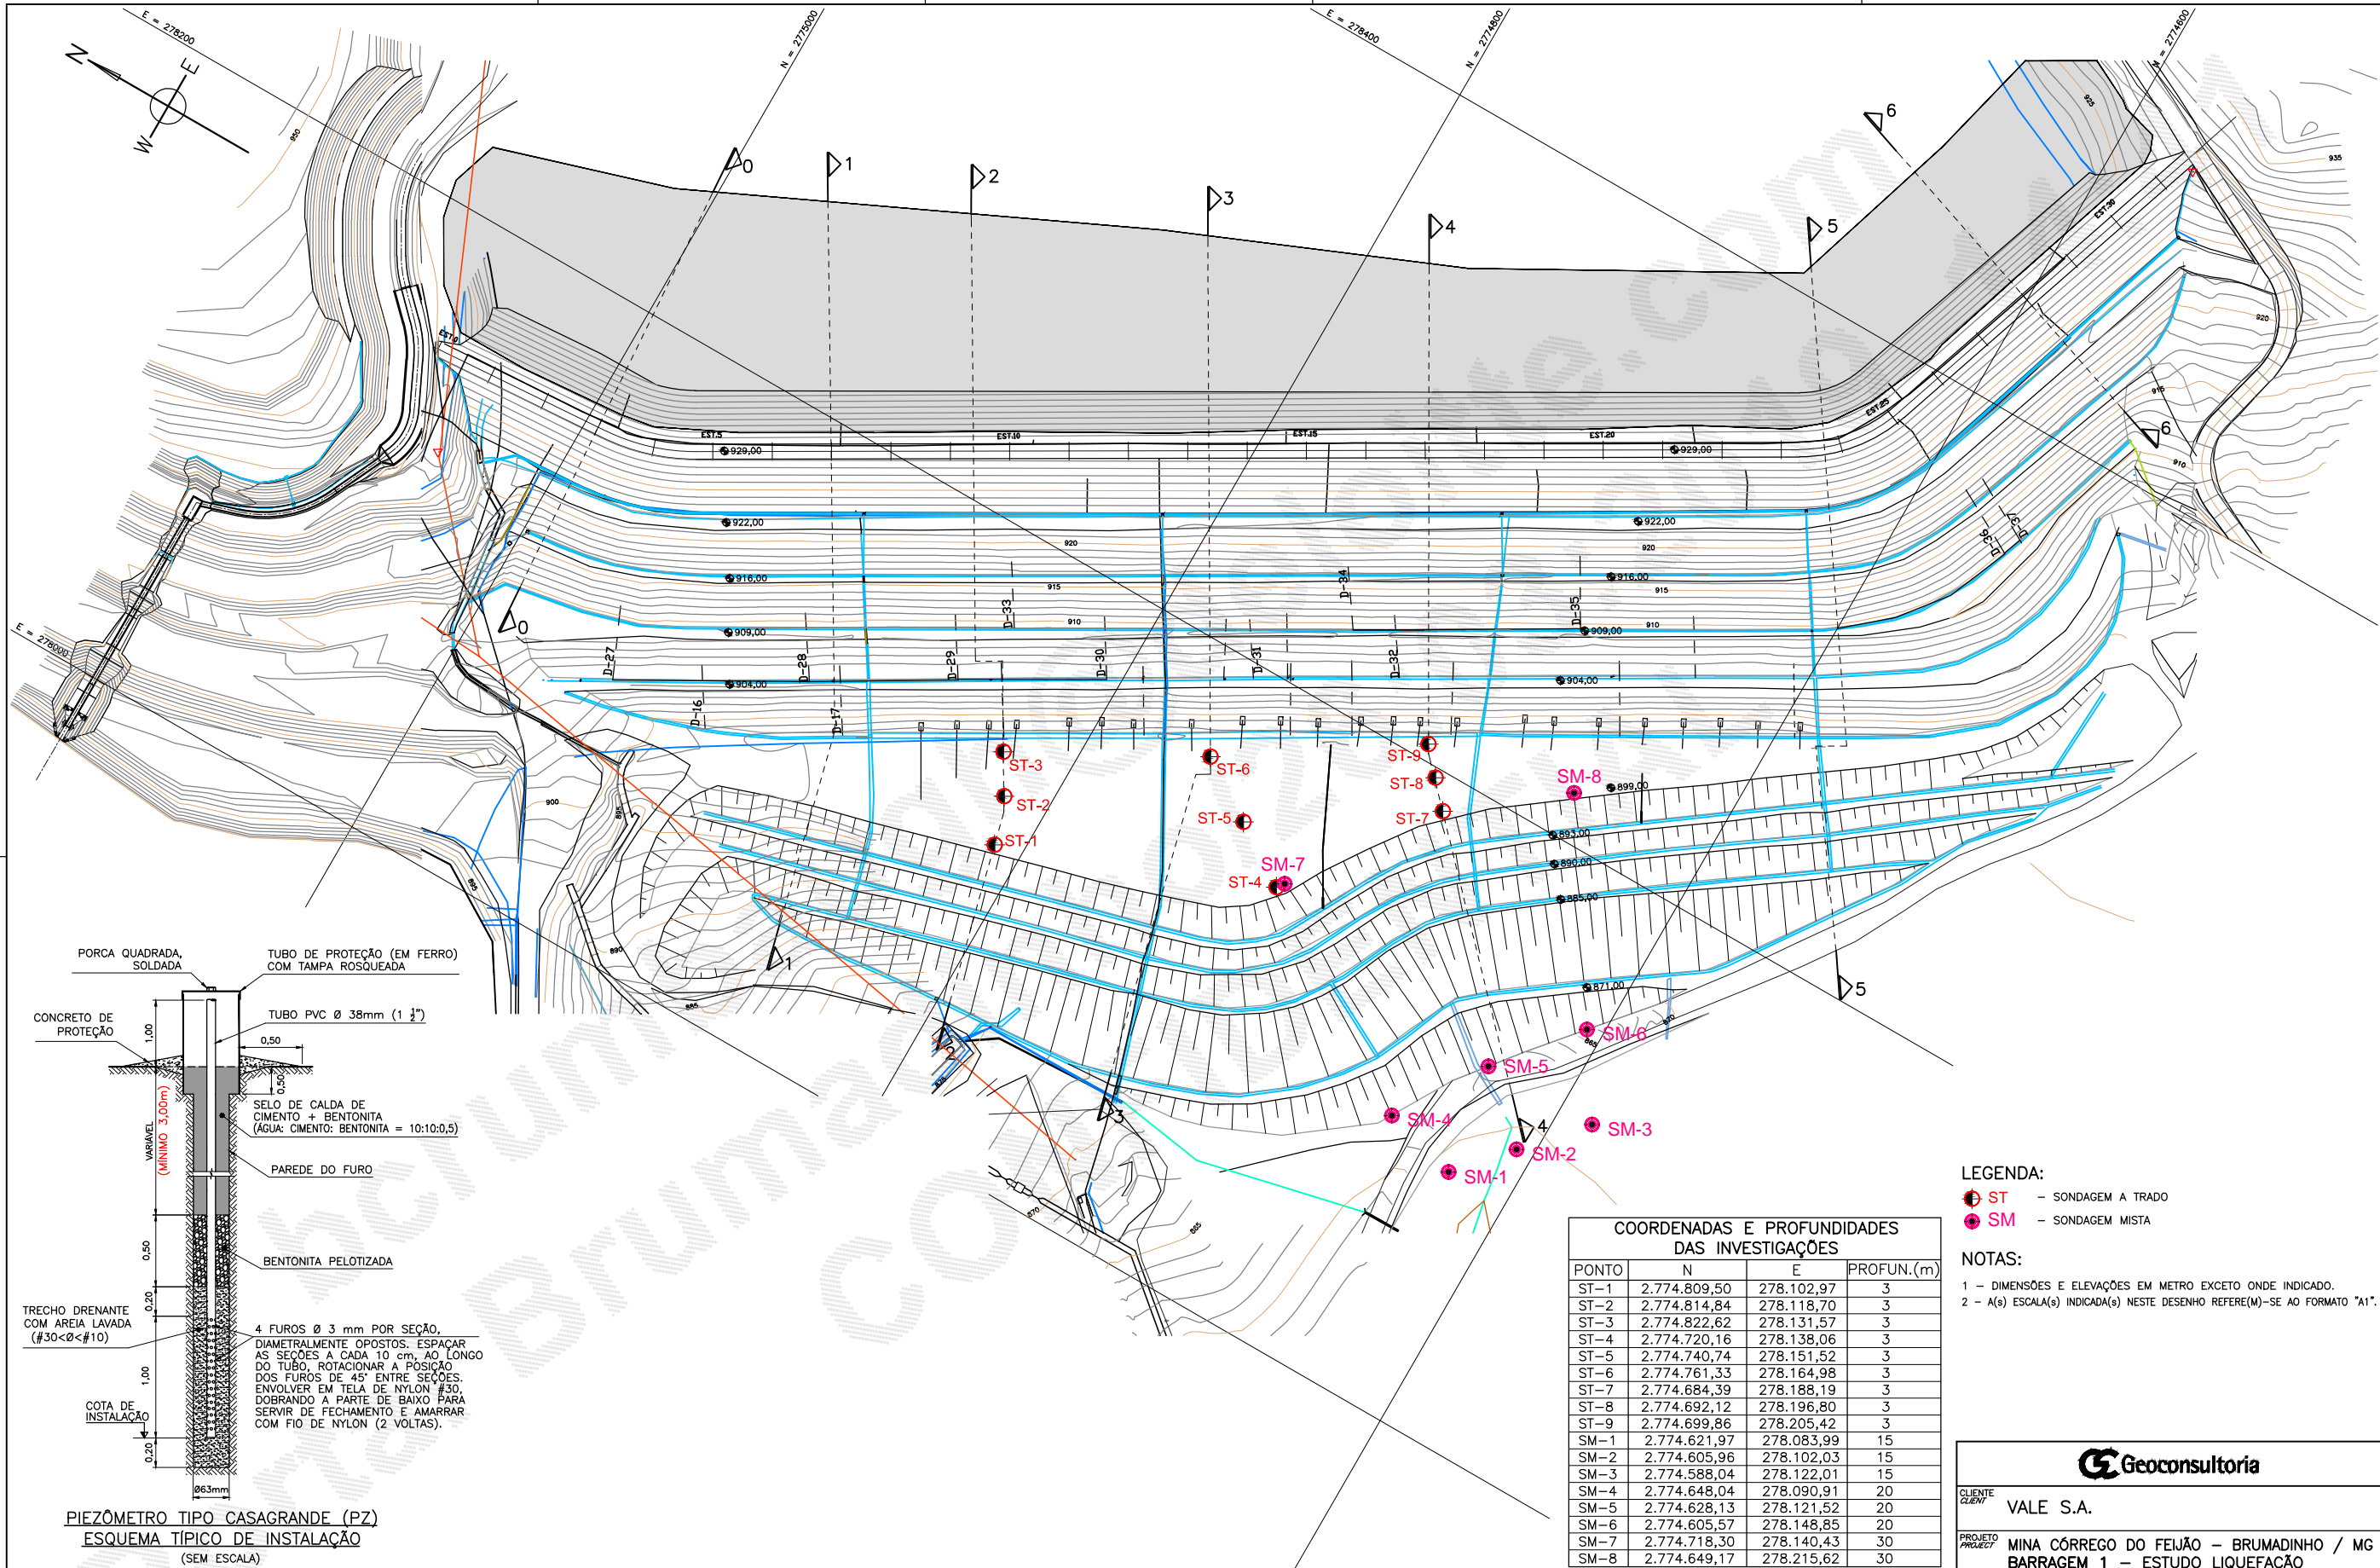 E = 278200
N = 2775000
E = 278400
N = 2774800
N = 2774600
N
E
W
950
925
935
0
1
2
3
4
5
6
EST.0
EST.5
EST.10
EST.15
EST.20
EST.25
EST.30
920
915
910
6
929,00
929,00
922,00
922,00
920
920
916,00
916,00
915
915
D-33
D-34
D-35
D-36
D-37
910
910
909,00
909,00
0
E = 278000
D-27
D-28
D-29
D-30
D-31
D-32
904,00
904,00
D-16
D-17
ST-3
ST-6
ST-9
ST-8
SM-8
899,00
ST-2
ST-5
ST-7
900
895
893,00
ST-1
SM-7
ST-4
890,00
885,00
895
890
885
1
5
871,00
870
SM-6
865
SM-5
2
875
3
SM-4
4
SM-3
SM-2
SM-1
870
865
PORCA QUADRADA,
SOLDADA
TUBO DE PROTEÇÃO (EM FERRO)
COM TAMPA ROSQUEADA
CONCRETO DE
PROTEÇÃO
TUBO PVC Ø 38mm (1 ½")
1,00
0,50
0,50
SELO DE CALDA DE
CIMENTO + BENTONITA
(ÁGUA: CIMENTO: BENTONITA = 10:10:0,5)
VARIÁVEL
(MÍNIMO 3,00m)
PAREDE DO FURO
0,50
BENTONITA PELOTIZADA
0,20
TRECHO DRENANTE
COM AREIA LAVADA
(#30<Ø<#10)
4 FUROS Ø 3 mm POR SEÇÃO,
DIAMETRALMENTE OPOSTOS. ESPAÇAR
AS SEÇÕES A CADA 10 cm, AO LONGO
DO TUBO, ROTACIONAR A POSIÇÃO
DOS FUROS DE 45° ENTRE SEÇÕES.
ENVOLVER EM TELA DE NYLON #30,
DOBRANDO A PARTE DE BAIXO PARA
SERVIR DE FECHAMENTO E AMARRAR
COM FIO DE NYLON (2 VOLTAS).
1,00
COTA DE
INSTALAÇÃO
0,20
Ø63mm
PIEZÔMETRO TIPO CASAGRANDE (PZ)
ESQUEMA TÍPICO DE INSTALAÇÃO
(SEM ESCALA)
COORDENADAS E PROFUNDIDADES
DAS INVESTIGAÇÕES
PONTO N E PROFUN.(m)
ST-1 2.774.809,50 278.102,97 3
ST-2 2.774.814,84 278.118,70 3
ST-3 2.774.822,62 278.131,57 3
ST-4 2.774.720,16 278.138,06 3
ST-5 2.774.740,74 278.151,52 3
ST-6 2.774.761,33 278.164,98 3
ST-7 2.774.684,39 278.188,19 3
ST-8 2.774.692,12 278.196,80 3
ST-9 2.774.699,86 278.205,42 3
SM-1 2.774.621,97 278.083,99 15
SM-2 2.774.605,96 278.102,03 15
SM-3 2.774.588,04 278.122,01 15
SM-4 2.774.648,04 278.090,91 20
SM-5 2.774.628,13 278.121,52 20
SM-6 2.774.605,57 278.148,85 20
SM-7 2.774.718,30 278.140,43 30
SM-8 2.774.649,17 278.215,62 30
LEGENDA:
ST - SONDAGEM A TRADO
SM - SONDAGEM MISTA
NOTAS:
1 - DIMENSÕES E ELEVAÇÕES EM METRO EXCETO ONDE INDICADO.
2 - A(s) ESCALA(s) INDICADA(s) NESTE DESENHO REFERE(M)-SE AO FORMATO "A1".
Geoconsultoria
CLIENTE
CLIENT
VALE S.A.
PROJETO
PROJECT
MINA CÓRREGO DO FEIJÃO - BRUMADINHO / MG
BARRAGEM 1 - ESTUDO LIQUEFAÇÃO